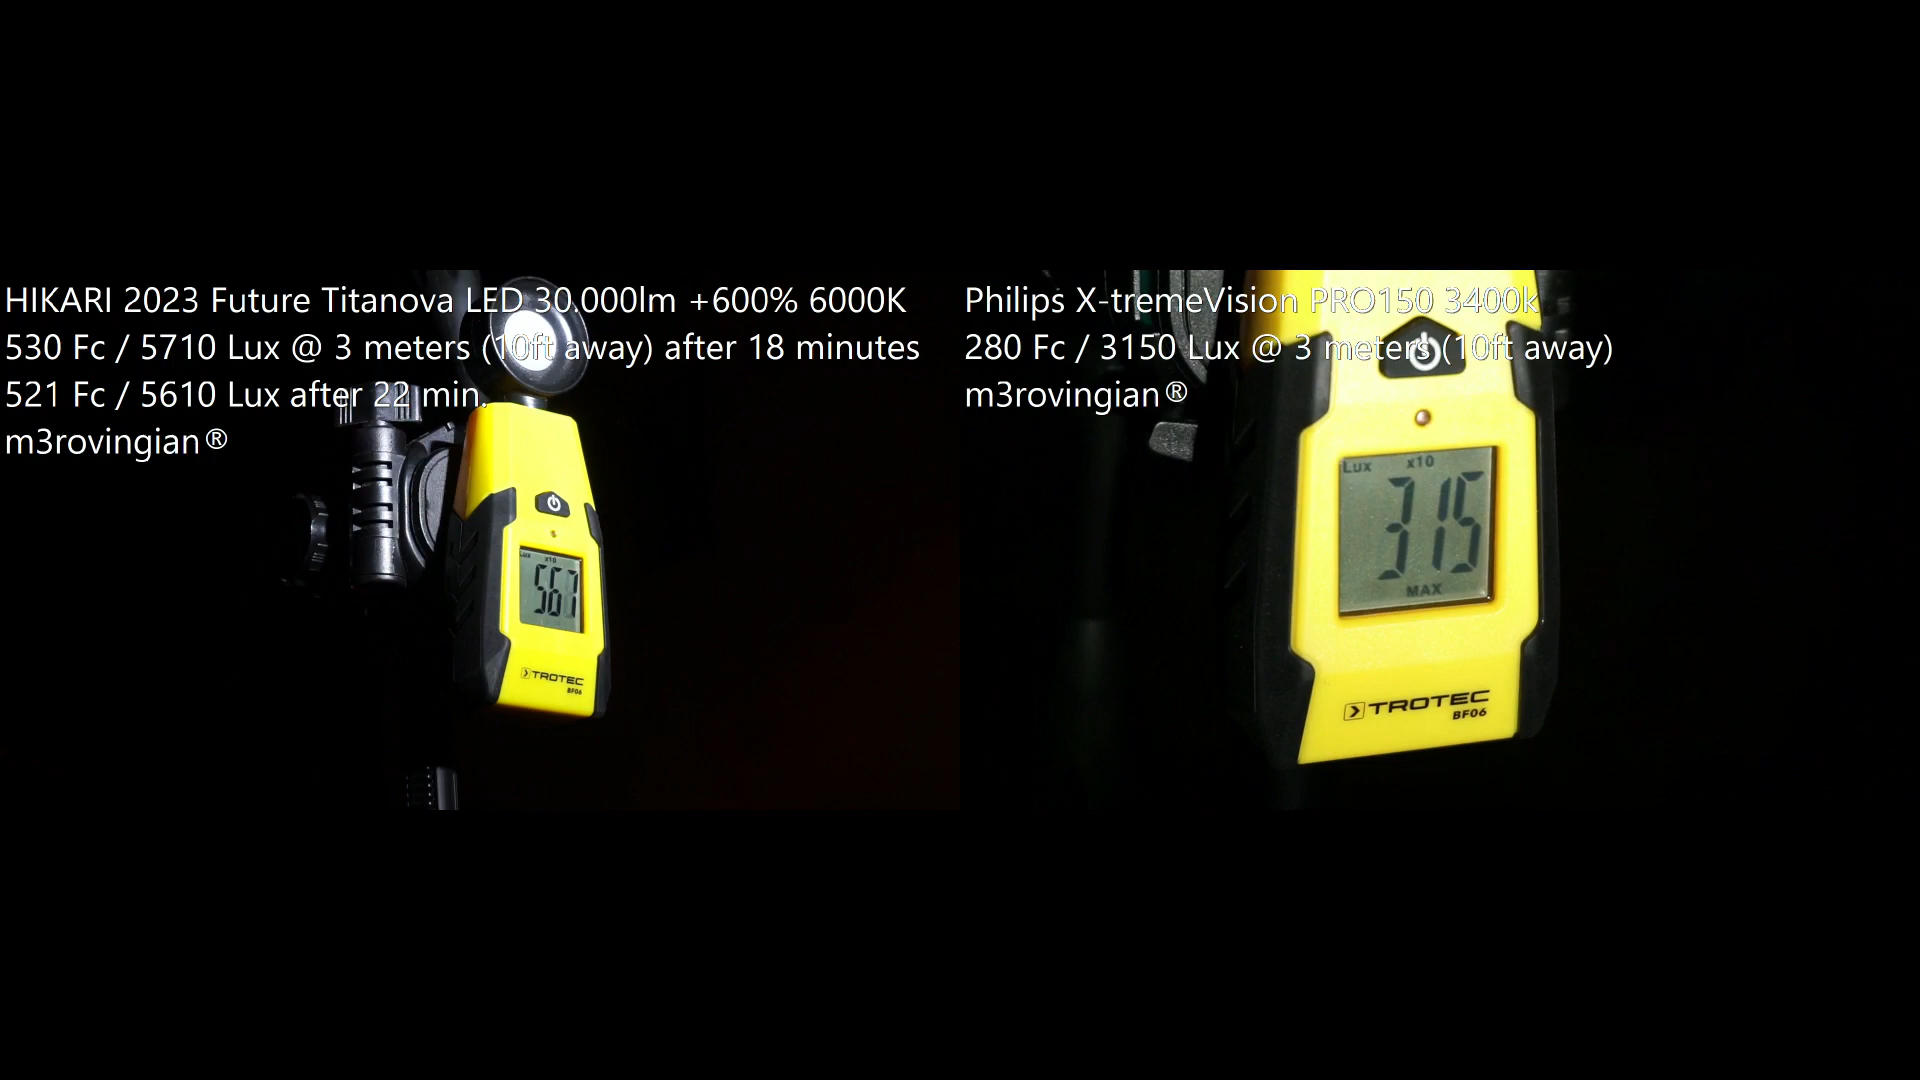 HIKARI 2023 Future Titanova LED 30.000lm +600% 6000K
530 Fc / 5710 Lux @ 3 meters (10ft away) after 18 minutes
521 Fc / 5610 Lux after 22 min.
m3rovingian®
Lux x10
567
TROTEC
BF06
Philips X-tremeVision PRO150 3400k
280 Fc / 3150 Lux @ 3 meters (10ft away)
m3rovingian®
Lux x10
315
MAX
TROTEC
BF06